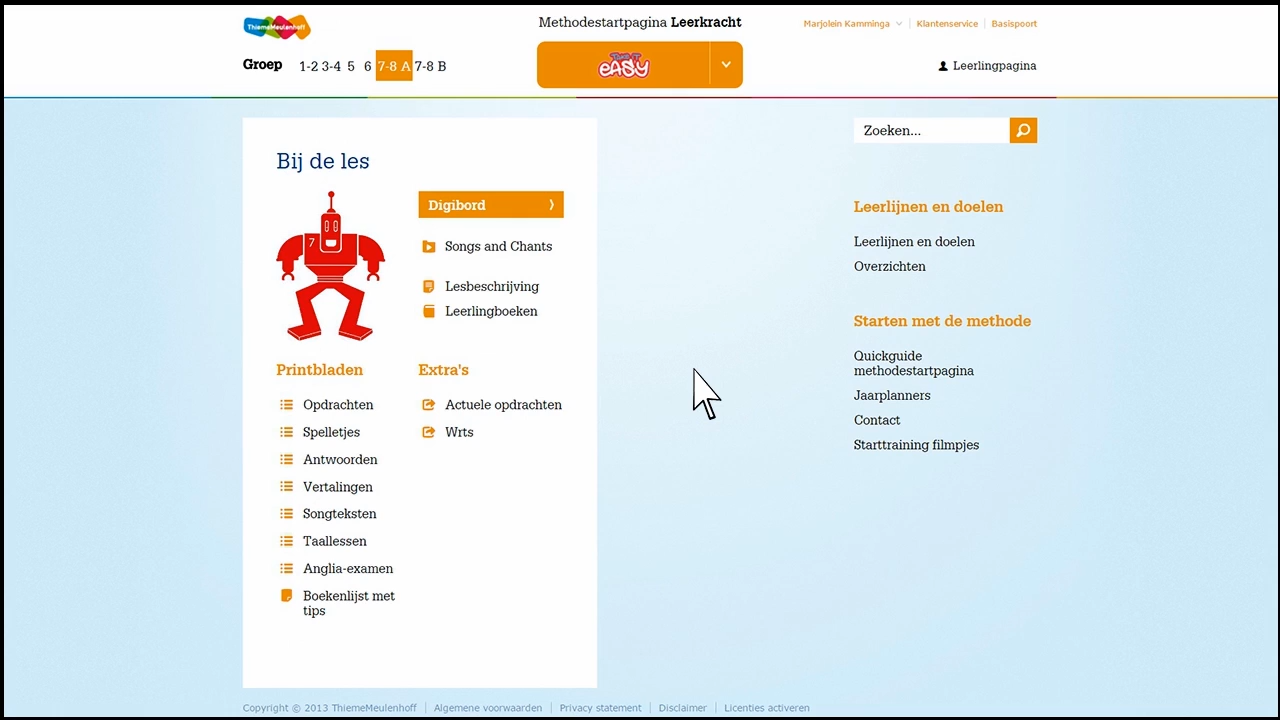 ThiemeMeulenhoff
Methodestartpagina Leerkracht
Marjolein Kamminga
Klantenservice
Basispoort
Groep 1-2 3-4 5 6 7-8 A 7-8 B
Take it easy
Leerlingpagina
Bij de les
7
Digibord
Songs and Chants
Lesbeschrijving
Leerlingboeken
Printbladen
Opdrachten
Spelletjes
Antwoorden
Vertalingen
Songteksten
Taallessen
Anglia-examen
Boekenlijst met
tips
Extra's
Actuele opdrachten
Wrts
Zoeken...
Leerlijnen en doelen
Leerlijnen en doelen
Overzichten
Starten met de methode
Quickguide
methodestartpagina
Jaarplanners
Contact
Starttraining filmpjes
Copyright © 2013 ThiemeMeulenhoff
Algemene voorwaarden
Privacy statement
Disclaimer
Licenties activeren